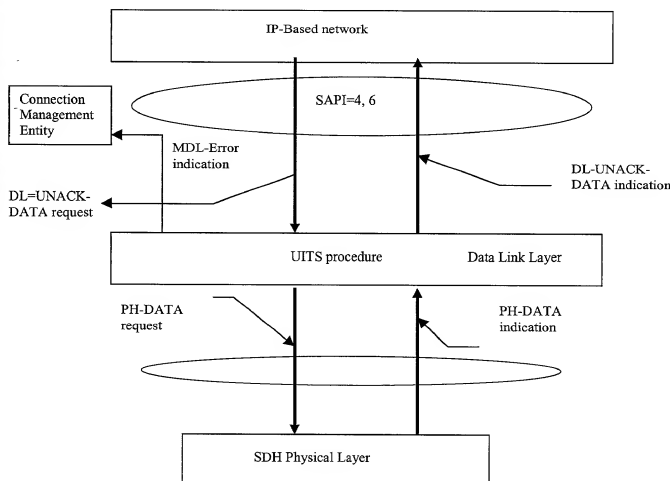 IP-Based network
SAPI=4, 6
Connection
Management
Entity
MDL-Error
indication
DL-UNACK-
DATA indication
DL=UNACK-
DATA request
UITS procedure
Data Link Layer
PH-DATA
request
PH-DATA
indication
SDH Physical Layer